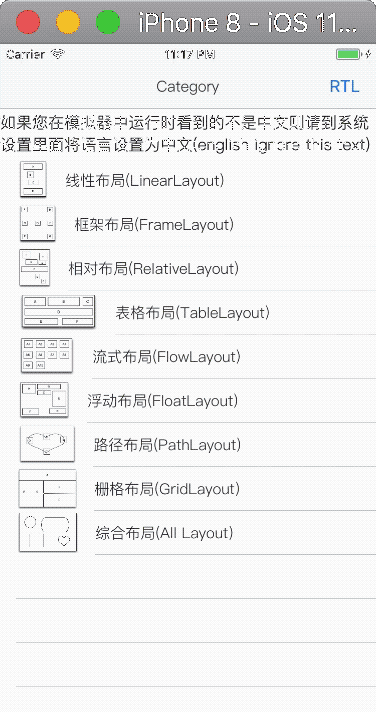 iPhone 8 - iOS 11...
Carrier 11:17 PM
Category RTL
如果您在模拟器中运行时看到的不是中文则请到系统
设置里面将语言设置为中文(english ignore this text)
线性布局(LinearLayout)
框架布局(FrameLayout)
相对布局(RelativeLayout)
表格布局(TableLayout)
流式布局(FlowLayout)
浮动布局(FloatLayout)
路径布局(PathLayout)
栅格布局(GridLayout)
综合布局(All Layout)